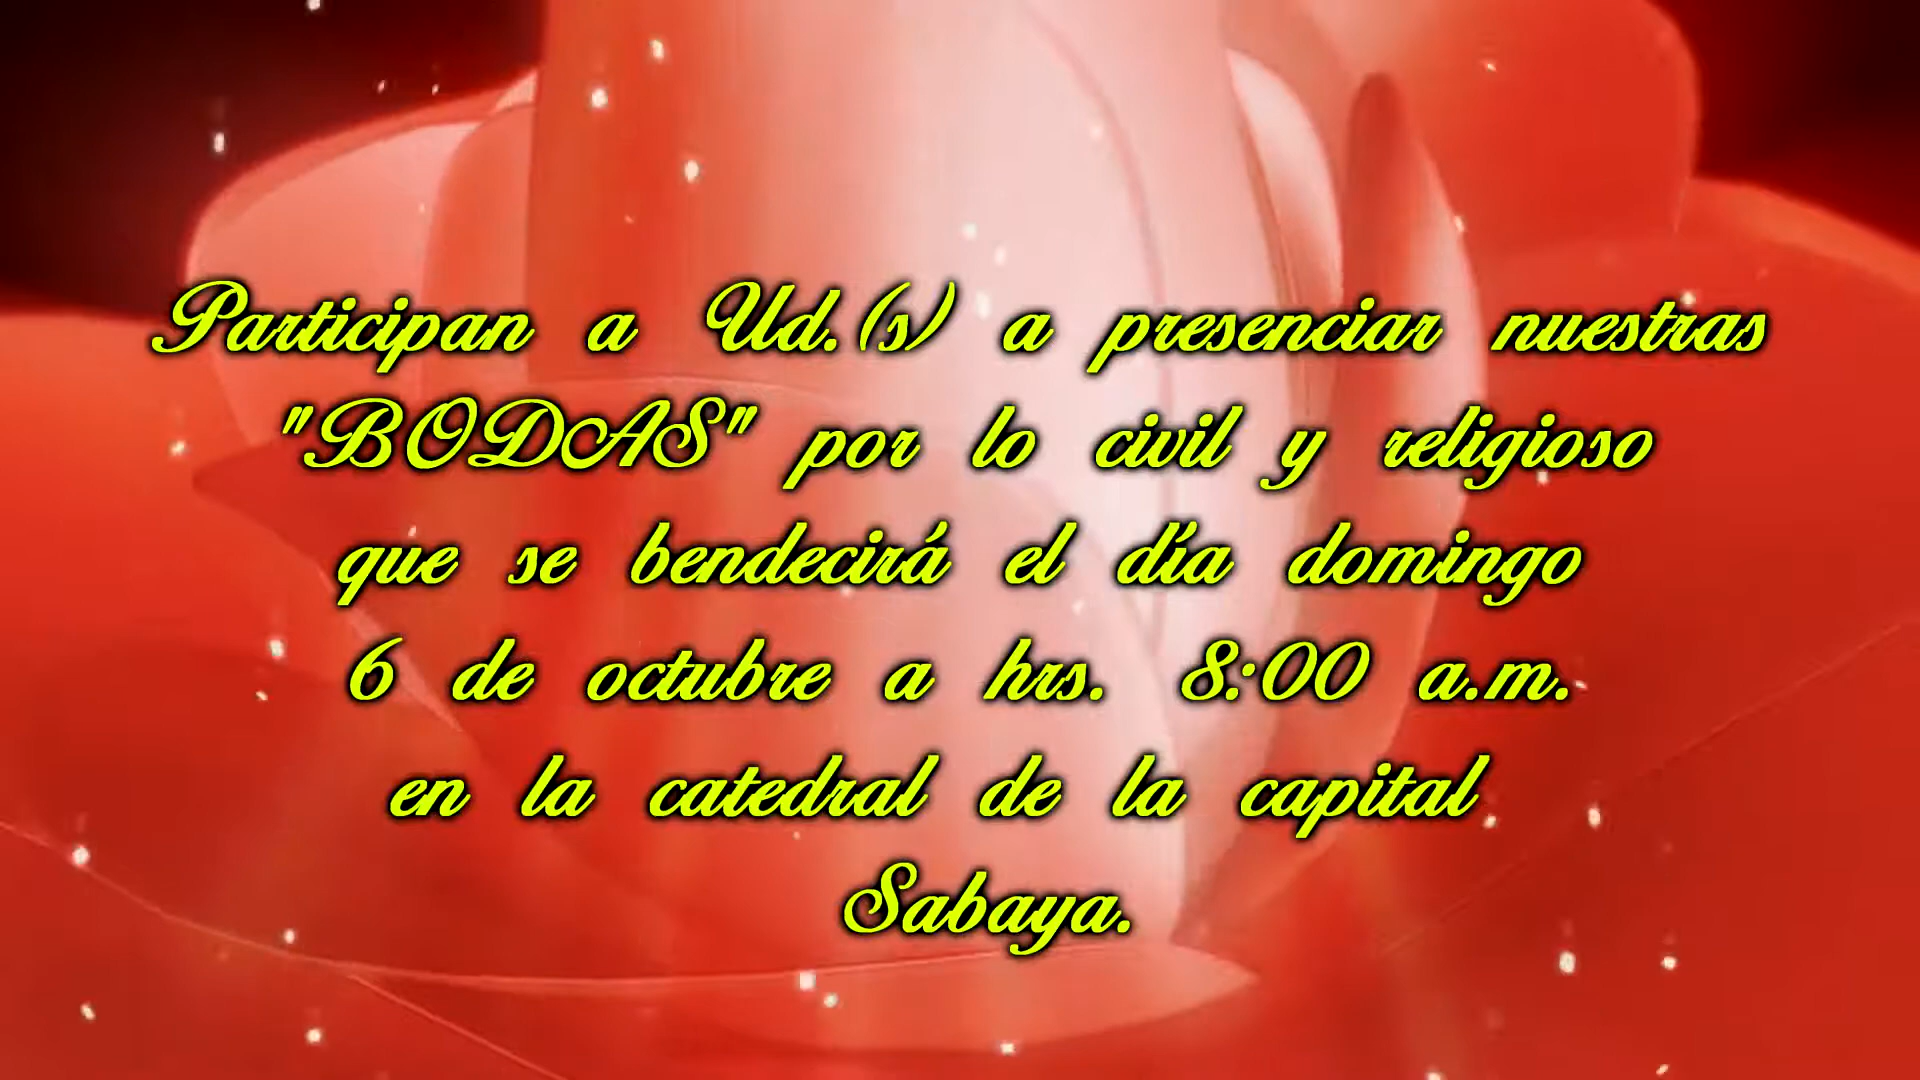 Participan a Ud.(s) a presenciar nuestras
"BODAS" por lo civil y religioso
que se bendecirá el día domingo
6 de octubre a hrs. 8:00 a.m.
en la catedral de la capital
Sabaya.